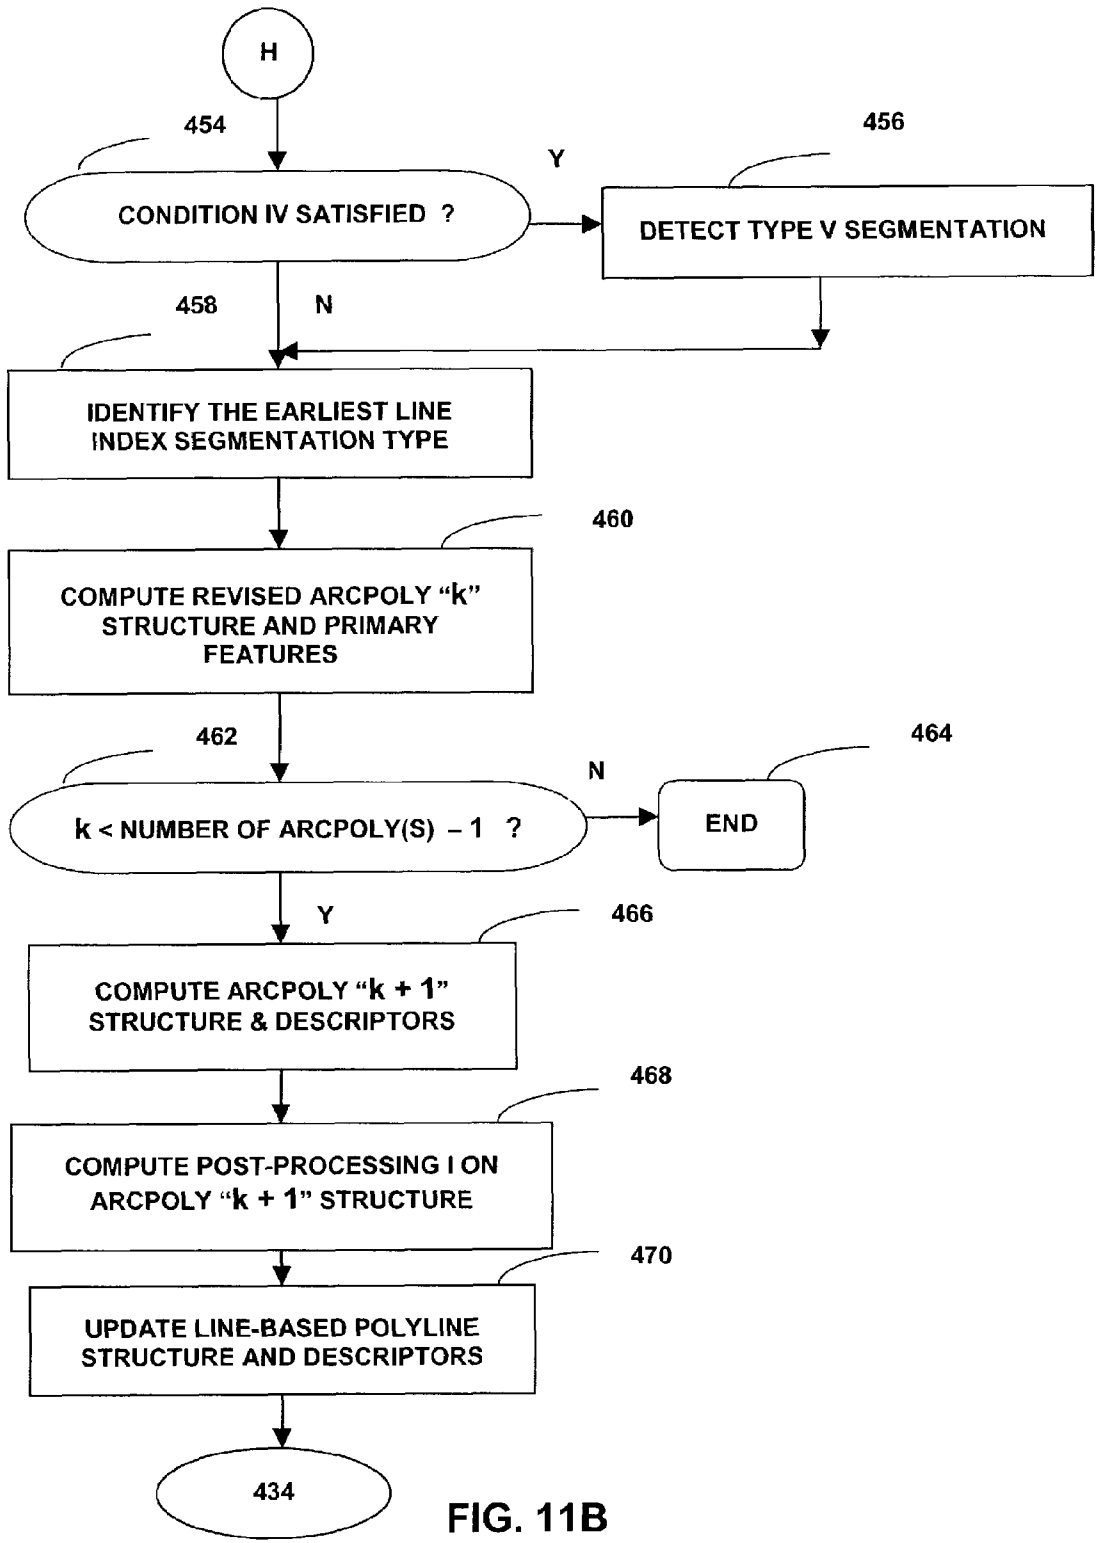 H
454
456
Y
CONDITION IV SATISFIED ?
DETECT TYPE V SEGMENTATION
458
N
IDENTIFY THE EARLIEST LINE
INDEX SEGMENTATION TYPE
460
COMPUTE REVISED ARCPOLY “k”
STRUCTURE AND PRIMARY
FEATURES
462
464
N
k < NUMBER OF ARCPOLY(S) – 1 ?
END
Y
466
COMPUTE ARCPOLY “k + 1”
STRUCTURE & DESCRIPTORS
468
COMPUTE POST-PROCESSING I ON
ARCPOLY “k + 1” STRUCTURE
470
UPDATE LINE-BASED POLYLINE
STRUCTURE AND DESCRIPTORS
434
FIG. 11B